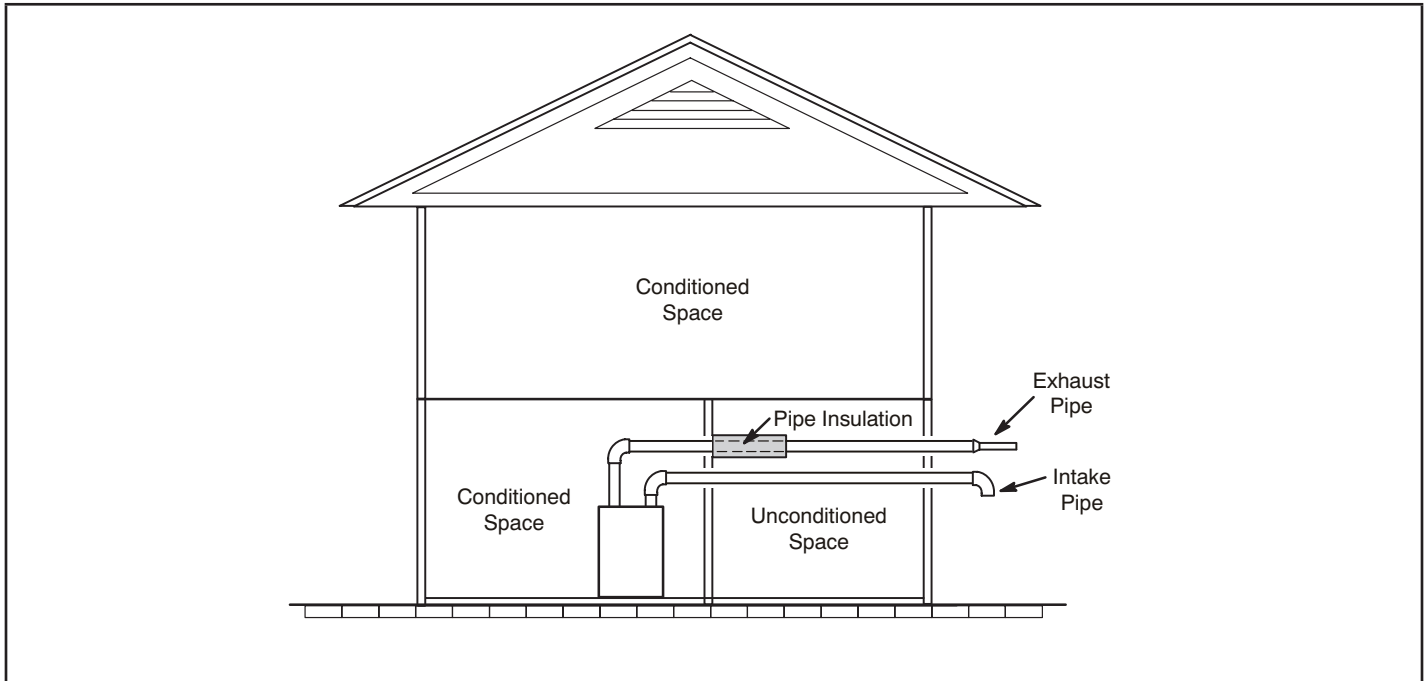 Conditioned
Space
Exhaust
Pipe
Pipe Insulation
Intake
Pipe
Conditioned
Space
Unconditioned
Space